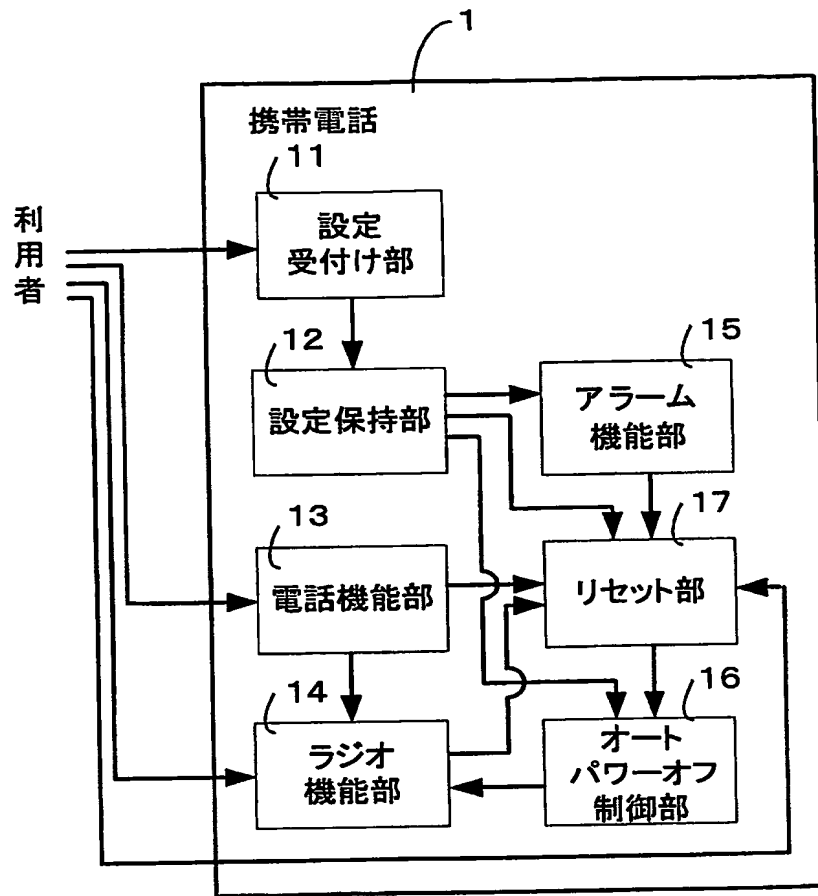 1
携帯電話
利用者
11
設定
受付け部
12
設定保持部
15
アラーム
機能部
13
電話機能部
17
リセット部
14
ラジオ
機能部
16
オート
パワーオフ
制御部